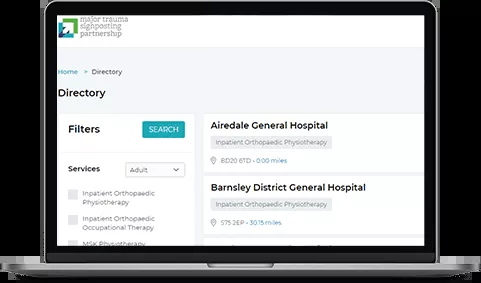 major trauma
signposting
partnership
Home > Directory
Directory
Filters
SEARCH
Services
Adult
Inpatient Orthopaedic
Physiotherapy
Inpatient Orthopaedic
Occupational Therapy
MSK Physiotherapy
Airedale General Hospital
Inpatient Orthopaedic Physiotherapy
BD20 6TD • 0.00 miles
Barnsley District General Hospital
Inpatient Orthopaedic Physiotherapy
S75 2EP • 30.15 miles